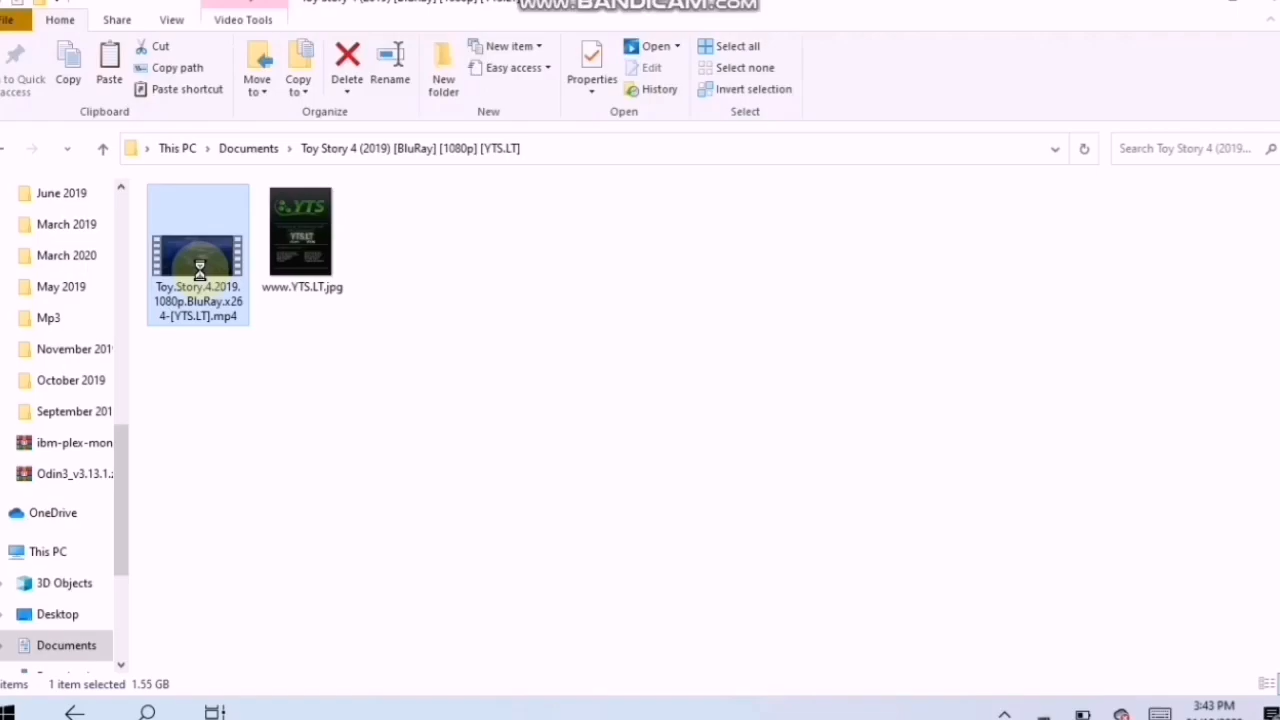 www.BANDICAM.com
File Home Share View Video Tools
to Quick access
Copy
Paste
Cut
Copy path
Paste shortcut
Move to
Copy to
Delete
Rename
New folder
New item
Easy access
Properties
Open
Edit
History
Select all
Select none
Invert selection
Clipboard Organize New Open Select
This PC Documents Toy Story 4 (2019) [BluRay] [1080p] [YTS.LT]
Search Toy Story 4 (2019...
June 2019
March 2019
March 2020
May 2019
Mp3
November 201
October 2019
September 201
ibm-plex-mon
Odin3_v3.13.1.z
OneDrive
This PC
3D Objects
Desktop
Documents
YTS
YTS.LT
Toy.Story.4.2019.
1080p.BluRay.x26
4-[YTS.LT].mp4
www.YTS.LT.jpg
items 1 item selected 1.55 GB
3:43 PM